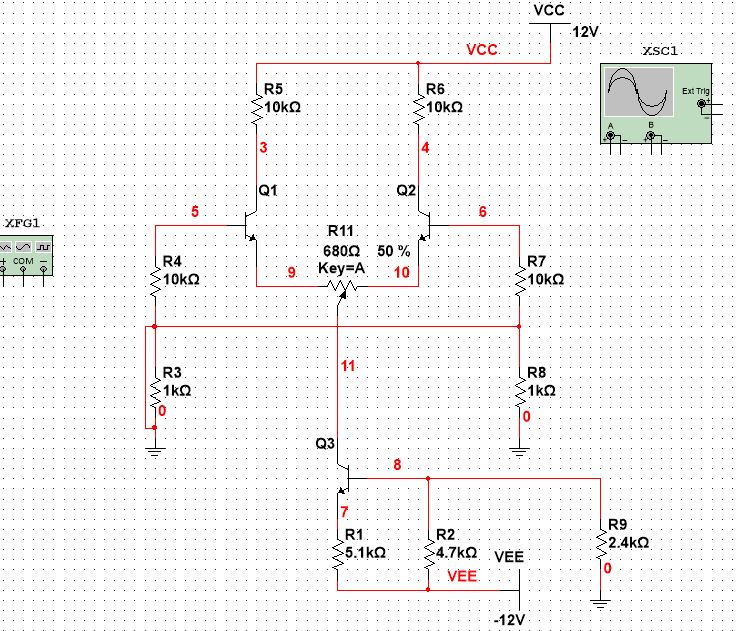 VCC
12V
VCC
XSC1
R5
10kΩ
R6
10kΩ
Ext Trig
+
−
A
B
+ − + −
3
4
Q1
Q2
5
6
XFG1
+ COM −
R11
680Ω 50 %
Key=A
9
10
R4
10kΩ
R7
10kΩ
11
R3
1kΩ
0
R8
1kΩ
0
Q3
8
7
R1
5.1kΩ
R2
4.7kΩ
R9
2.4kΩ
0
VEE
VEE
-12V